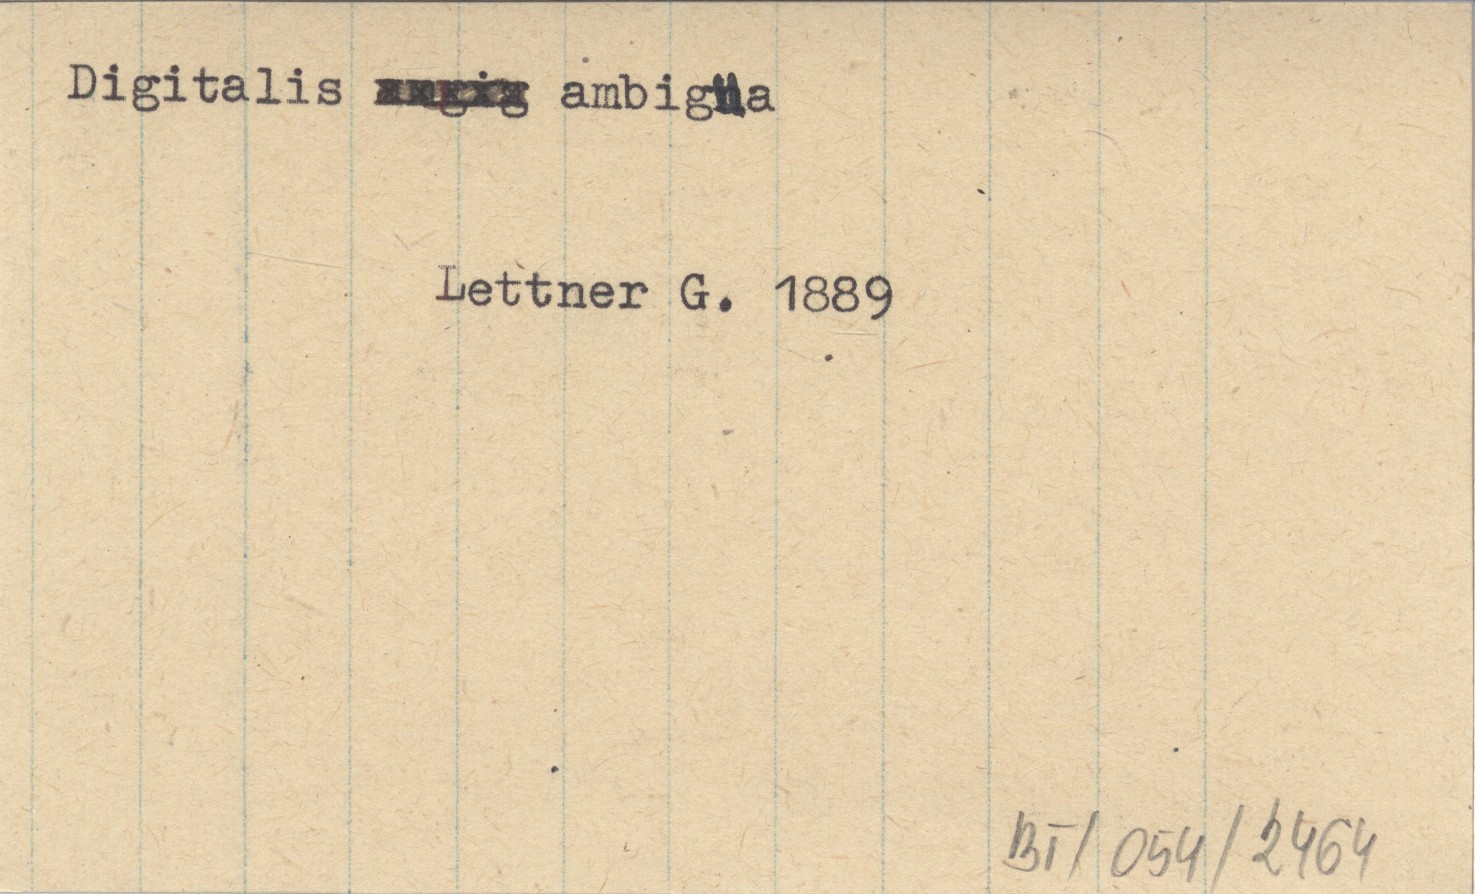 Digitalis ambigua
Lettner G. 1889
BI/054/2464